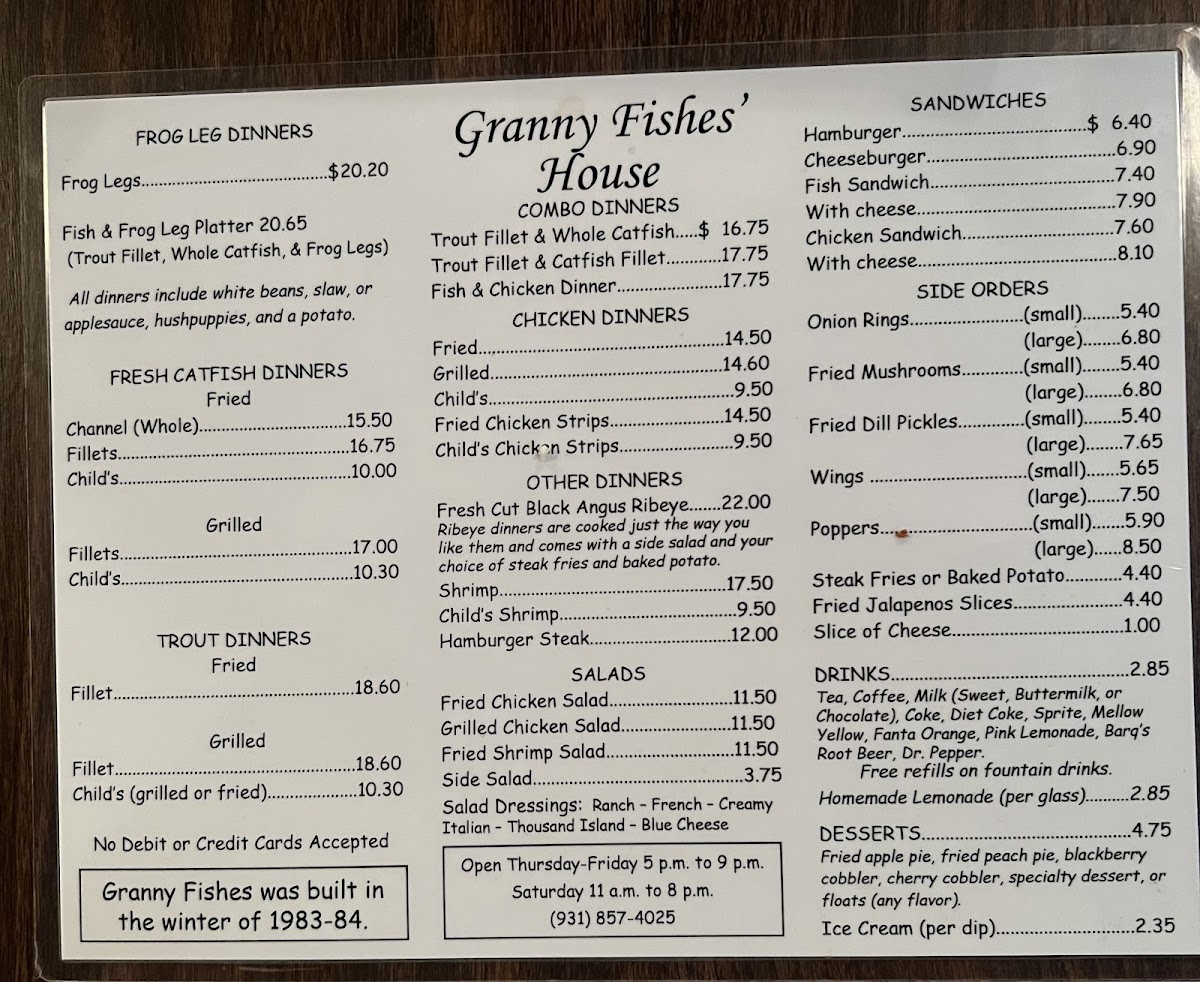 FROG LEG DINNERS
Frog Legs..........................................$20.20
Fish & Frog Leg Platter 20.65
(Trout Fillet, Whole Catfish, & Frog Legs)
All dinners include white beans, slaw, or
applesauce, hushpuppies, and a potato.
FRESH CATFISH DINNERS
Fried
Channel (Whole)..................................15.50
Fillets.....................................................16.75
Child's.....................................................10.00
Grilled
Fillets.....................................................17.00
Child's.....................................................10.30
TROUT DINNERS
Fried
Fillet.......................................................18.60
Grilled
Fillet.......................................................18.60
Child's (grilled or fried)....................10.30
No Debit or Credit Cards Accepted
Granny Fishes was built in
the winter of 1983-84.
Granny Fishes'
House
COMBO DINNERS
Trout Fillet & Whole Catfish.....$ 16.75
Trout Fillet & Catfish Fillet............17.75
Fish & Chicken Dinner.......................17.75
CHICKEN DINNERS
Fried........................................................14.50
Grilled.....................................................14.60
Child's........................................................9.50
Fried Chicken Strips..........................14.50
Child's Chicken Strips..........................9.50
OTHER DINNERS
Fresh Cut Black Angus Ribeye.......22.00
Ribeye dinners are cooked just the way you
like them and comes with a side salad and your
choice of steak fries and baked potato.
Shrimp...................................................17.50
Child's Shrimp.......................................9.50
Hamburger Steak................................12.00
SALADS
Fried Chicken Salad...........................11.50
Grilled Chicken Salad.........................11.50
Fried Shrimp Salad.............................11.50
Side Salad...............................................3.75
Salad Dressings: Ranch - French - Creamy
Italian - Thousand Island - Blue Cheese
Open Thursday-Friday 5 p.m. to 9 p.m.
Saturday 11 a.m. to 8 p.m.
(931) 857-4025
SANDWICHES
Hamburger.........................................$ 6.40
Cheeseburger..........................................6.90
Fish Sandwich.........................................7.40
With cheese............................................7.90
Chicken Sandwich..................................7.60
With cheese............................................8.10
SIDE ORDERS
Onion Rings.........................(small)........5.40
(large)........6.80
Fried Mushrooms..............(small)........5.40
(large)........6.80
Fried Dill Pickles...............(small)........5.40
(large).......7.65
Wings ...................................(small).......5.65
(large).......7.50
Poppers..................................(small)......5.90
(large)......8.50
Steak Fries or Baked Potato............4.40
Fried Jalapenos Slices.......................4.40
Slice of Cheese.....................................1.00
DRINKS....................................................2.85
Tea, Coffee, Milk (Sweet, Buttermilk, or
Chocolate), Coke, Diet Coke, Sprite, Mellow
Yellow, Fanta Orange, Pink Lemonade, Barq's
Root Beer, Dr. Pepper.
Free refills on fountain drinks.
Homemade Lemonade (per glass)..........2.85
DESSERTS..............................................4.75
Fried apple pie, fried peach pie, blackberry
cobbler, cherry cobbler, specialty dessert, or
floats (any flavor).
Ice Cream (per dip)..............................2.35